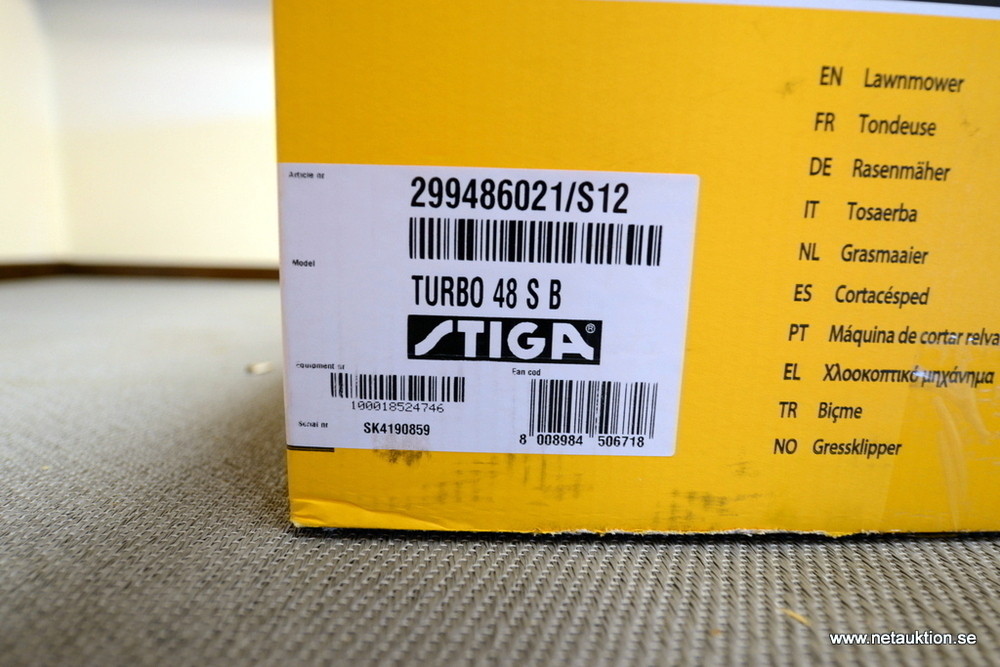 Article nr
299486021/S12
Model
TURBO 48 S B
STIGA®
Equipment nr
100018524746
Serial nr
SK4190859
Ean cod
8 008984 506718
EN Lawnmower
FR Tondeuse
DE Rasenmäher
IT Tosaerba
NL Grasmaaier
ES Cortacésped
PT Máquina de cortar relva
EL Χλοοκοπτικό μηχάνημα
TR Biçme
NO Gressklipper
www.netauktion.se